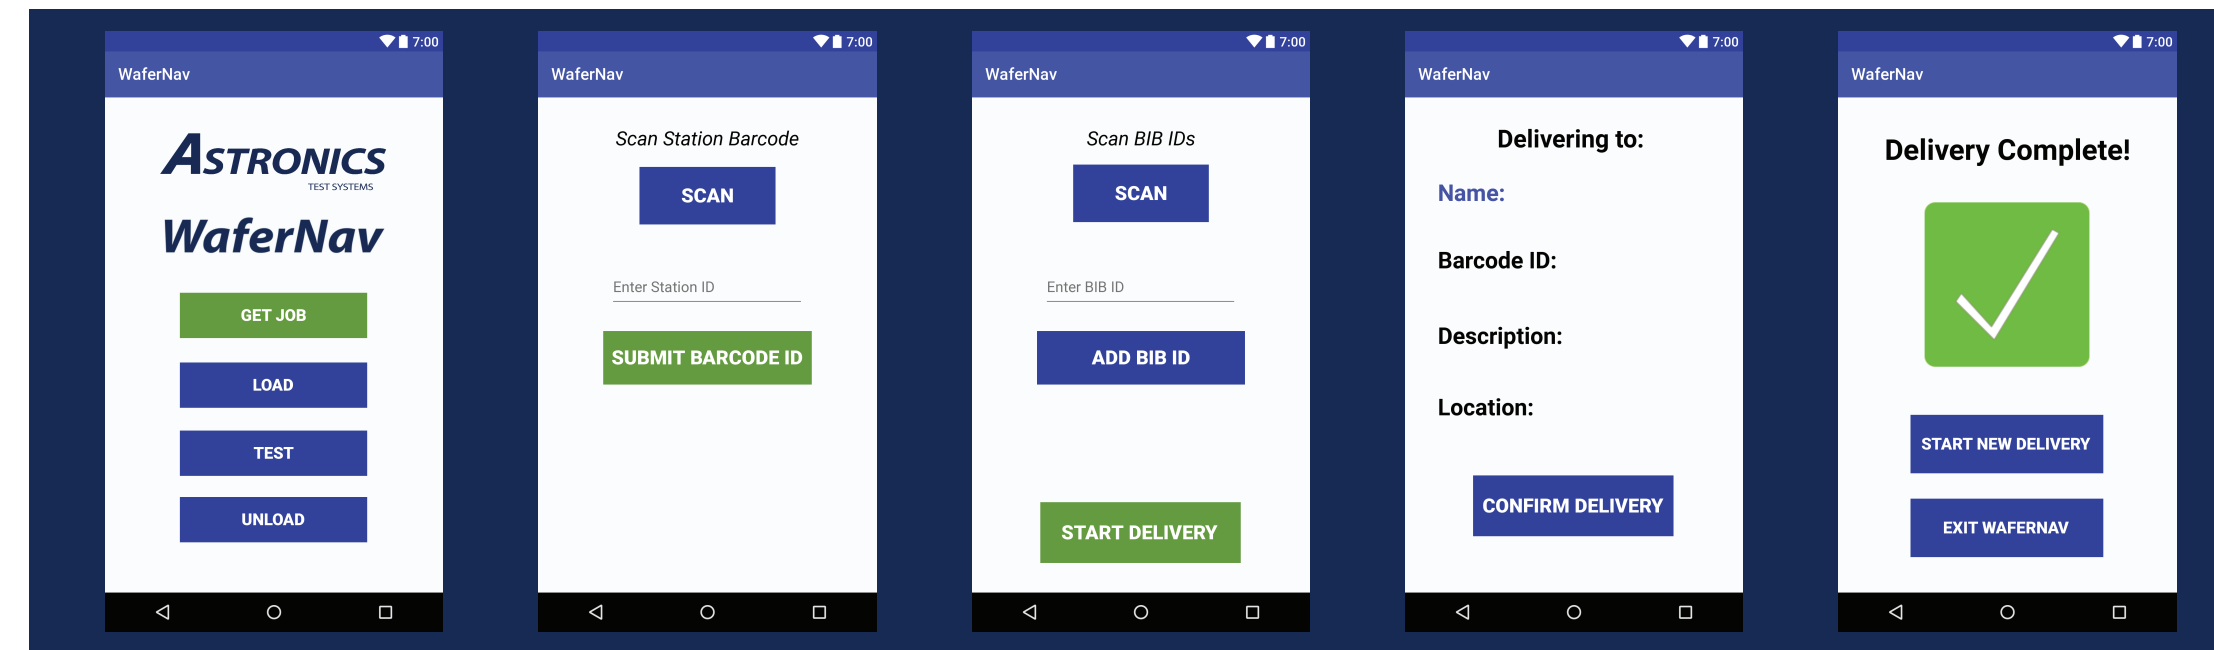 7:00
WaferNav
ASTRONICS
TEST SYSTEMS
WaferNav
GET JOB
LOAD
TEST
UNLOAD
7:00
WaferNav
Scan Station Barcode
SCAN
Enter Station ID
SUBMIT BARCODE ID
7:00
WaferNav
Scan BIB IDs
SCAN
Enter BIB ID
ADD BIB ID
START DELIVERY
7:00
WaferNav
Delivering to:
Name:
Barcode ID:
Description:
Location:
CONFIRM DELIVERY
7:00
WaferNav
Delivery Complete!
START NEW DELIVERY
EXIT WAFERNAV